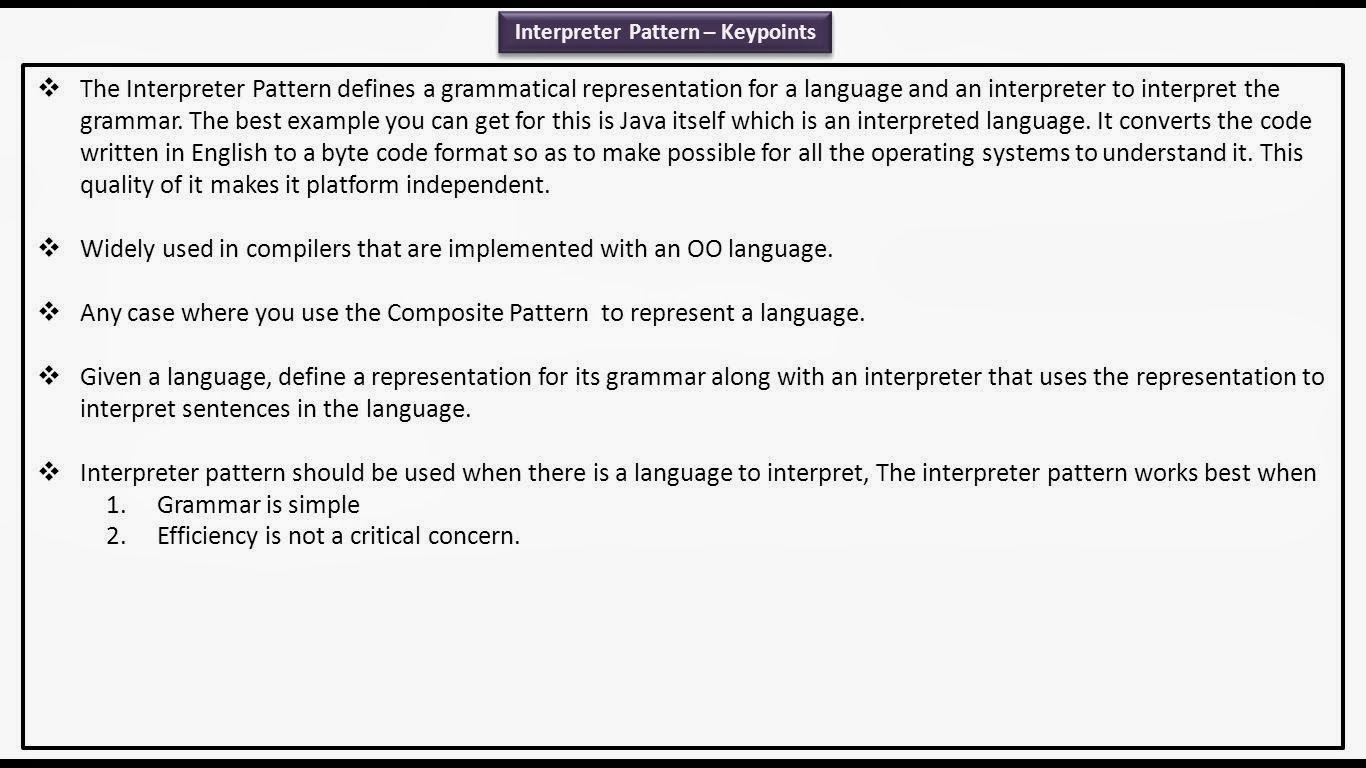 Interpreter Pattern – Keypoints
❖ The Interpreter Pattern defines a grammatical representation for a language and an interpreter to interpret the
grammar. The best example you can get for this is Java itself which is an interpreted language. It converts the code
written in English to a byte code format so as to make possible for all the operating systems to understand it. This
quality of it makes it platform independent.
❖ Widely used in compilers that are implemented with an OO language.
❖ Any case where you use the Composite Pattern  to represent a language.
❖ Given a language, define a representation for its grammar along with an interpreter that uses the representation to
interpret sentences in the language.
❖ Interpreter pattern should be used when there is a language to interpret, The interpreter pattern works best when
1. Grammar is simple
2. Efficiency is not a critical concern.